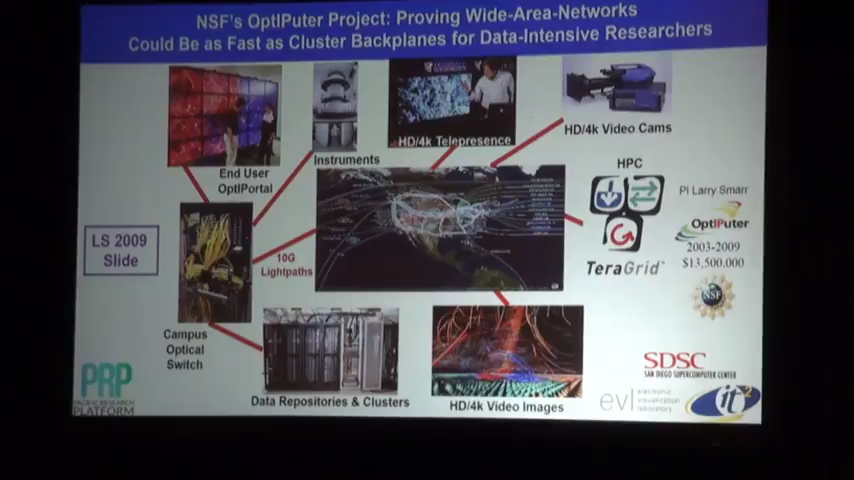 NSF's OptIPuter Project: Proving Wide-Area-Networks
Could Be as Fast as Cluster Backplanes for Data-Intensive Researchers
HD/4k Telepresence
HD/4k Video Cams
End User
OptIPortal
Instruments
HPC
PI Larry Smarr
OptIPuter
2003-2009
$13,500,000
NSF
TeraGrid
LS 2009
Slide
10G
Lightpaths
Campus
Optical
Switch
Data Repositories & Clusters
HD/4k Video Images
PRP
PACIFIC RESEARCH
PLATFORM
SDSC
SAN DIEGO SUPERCOMPUTER CENTER
evl
electronic
visualization
laboratory
it2